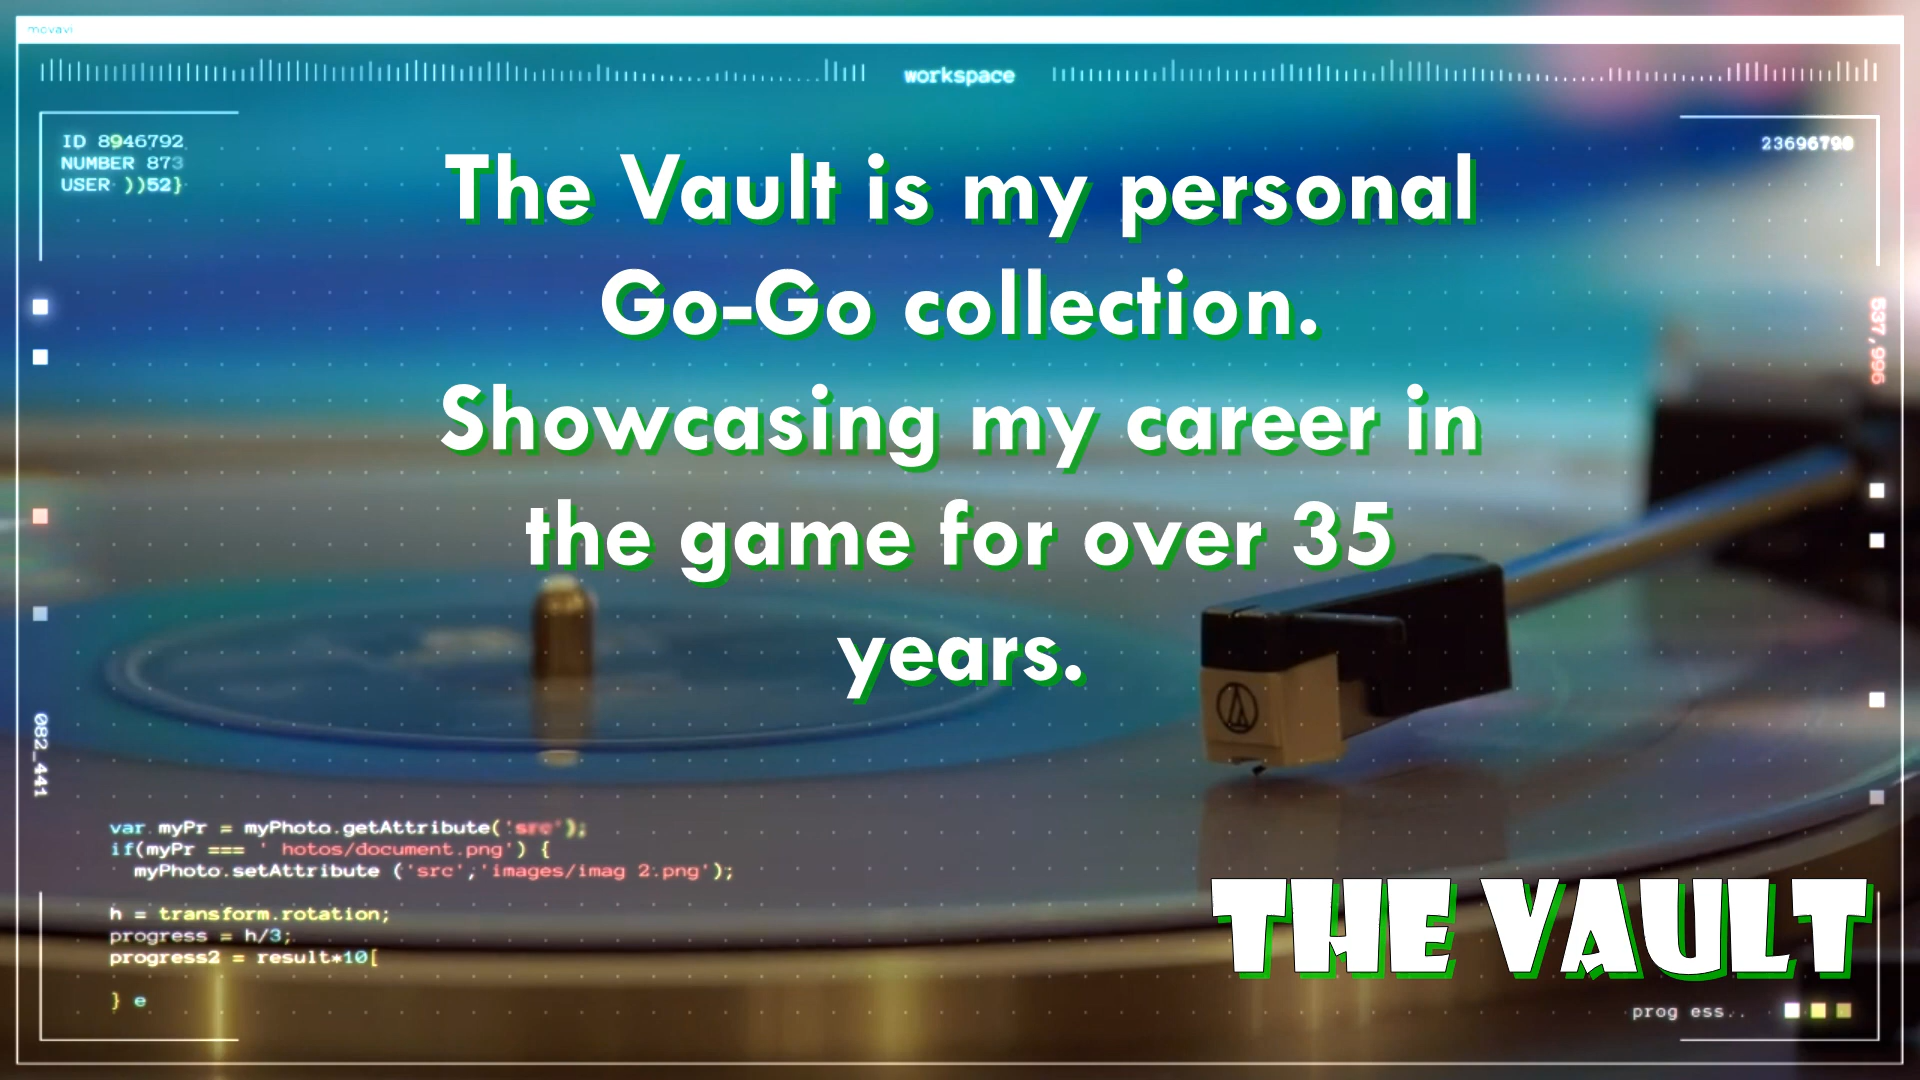 movavi
workspace
ID 8946792
NUMBER 873
USER ))52}
23696790
The Vault is my personal
Go-Go collection.
Showcasing my career in
the game for over 35
years.
537,996
082_441
var myPr = myPhoto.getAttribute('src');
if(myPr === ' hotos/document.png') {
myPhoto.setAttribute ('src','images/imag 2.png');
h = transform.rotation;
progress = h/3;
progress2 = result*10[
} e
THE VAULT
prog ess..